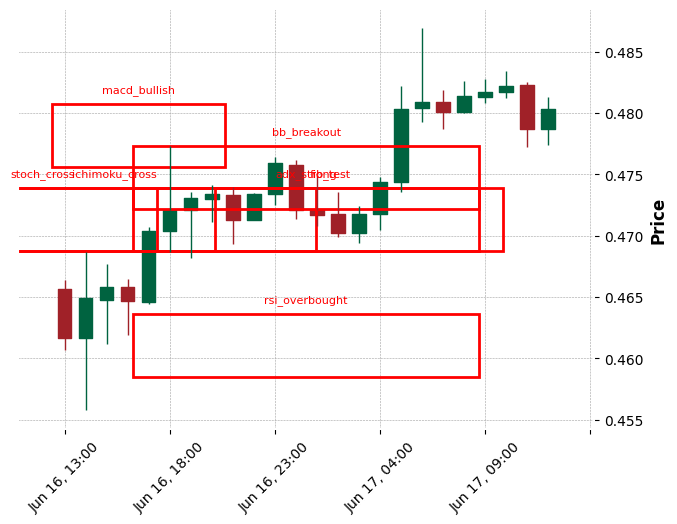 macd_bullish
bb_breakout
stoch_cross
ichimoku_cross
fib_test
rsi_overbought
0.485
0.480
0.475
0.470
0.465
0.460
0.455
Price
Jun 16, 13:00
Jun 16, 18:00
Jun 16, 23:00
Jun 17, 04:00
Jun 17, 09:00